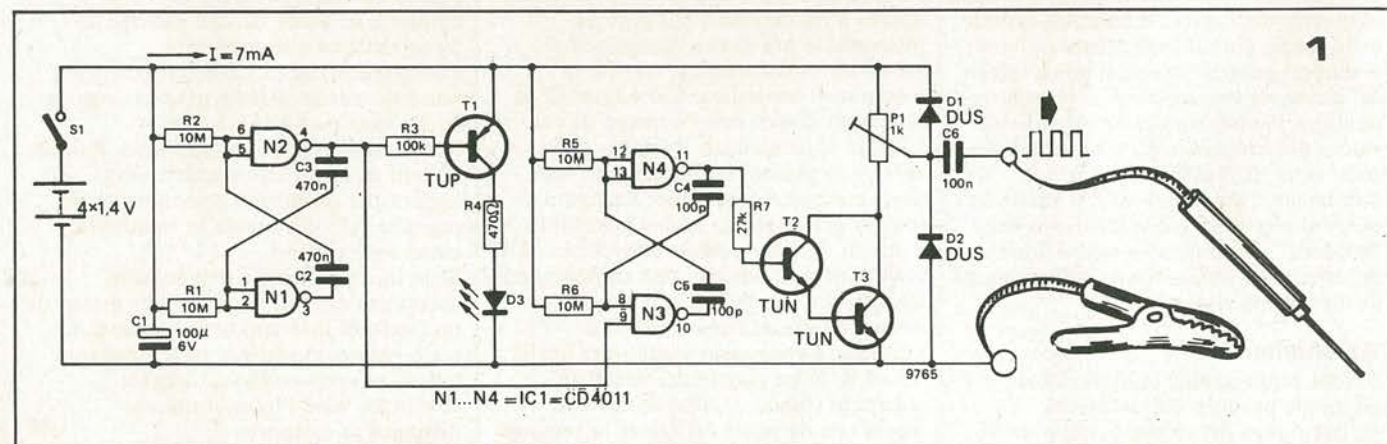 1
I = 7mA
S1
4×1,4 V
R2
10M
6
5
N2
4
C3
470n
R3
100k
T1
TUP
R4
470Ω
D3
470n
C2
R1
10M
1
2
N1
3
C1
100µ
6V
R5
10M
12
13
N4
11
C4
100p
R7
27k
R6
10M
8
9
N3
10
C5
100p
T2
TUN
T3
TUN
P1
1k
D1
DUS
C6
100n
D2
DUS
9765
N1...N4 = IC1 = CD4011